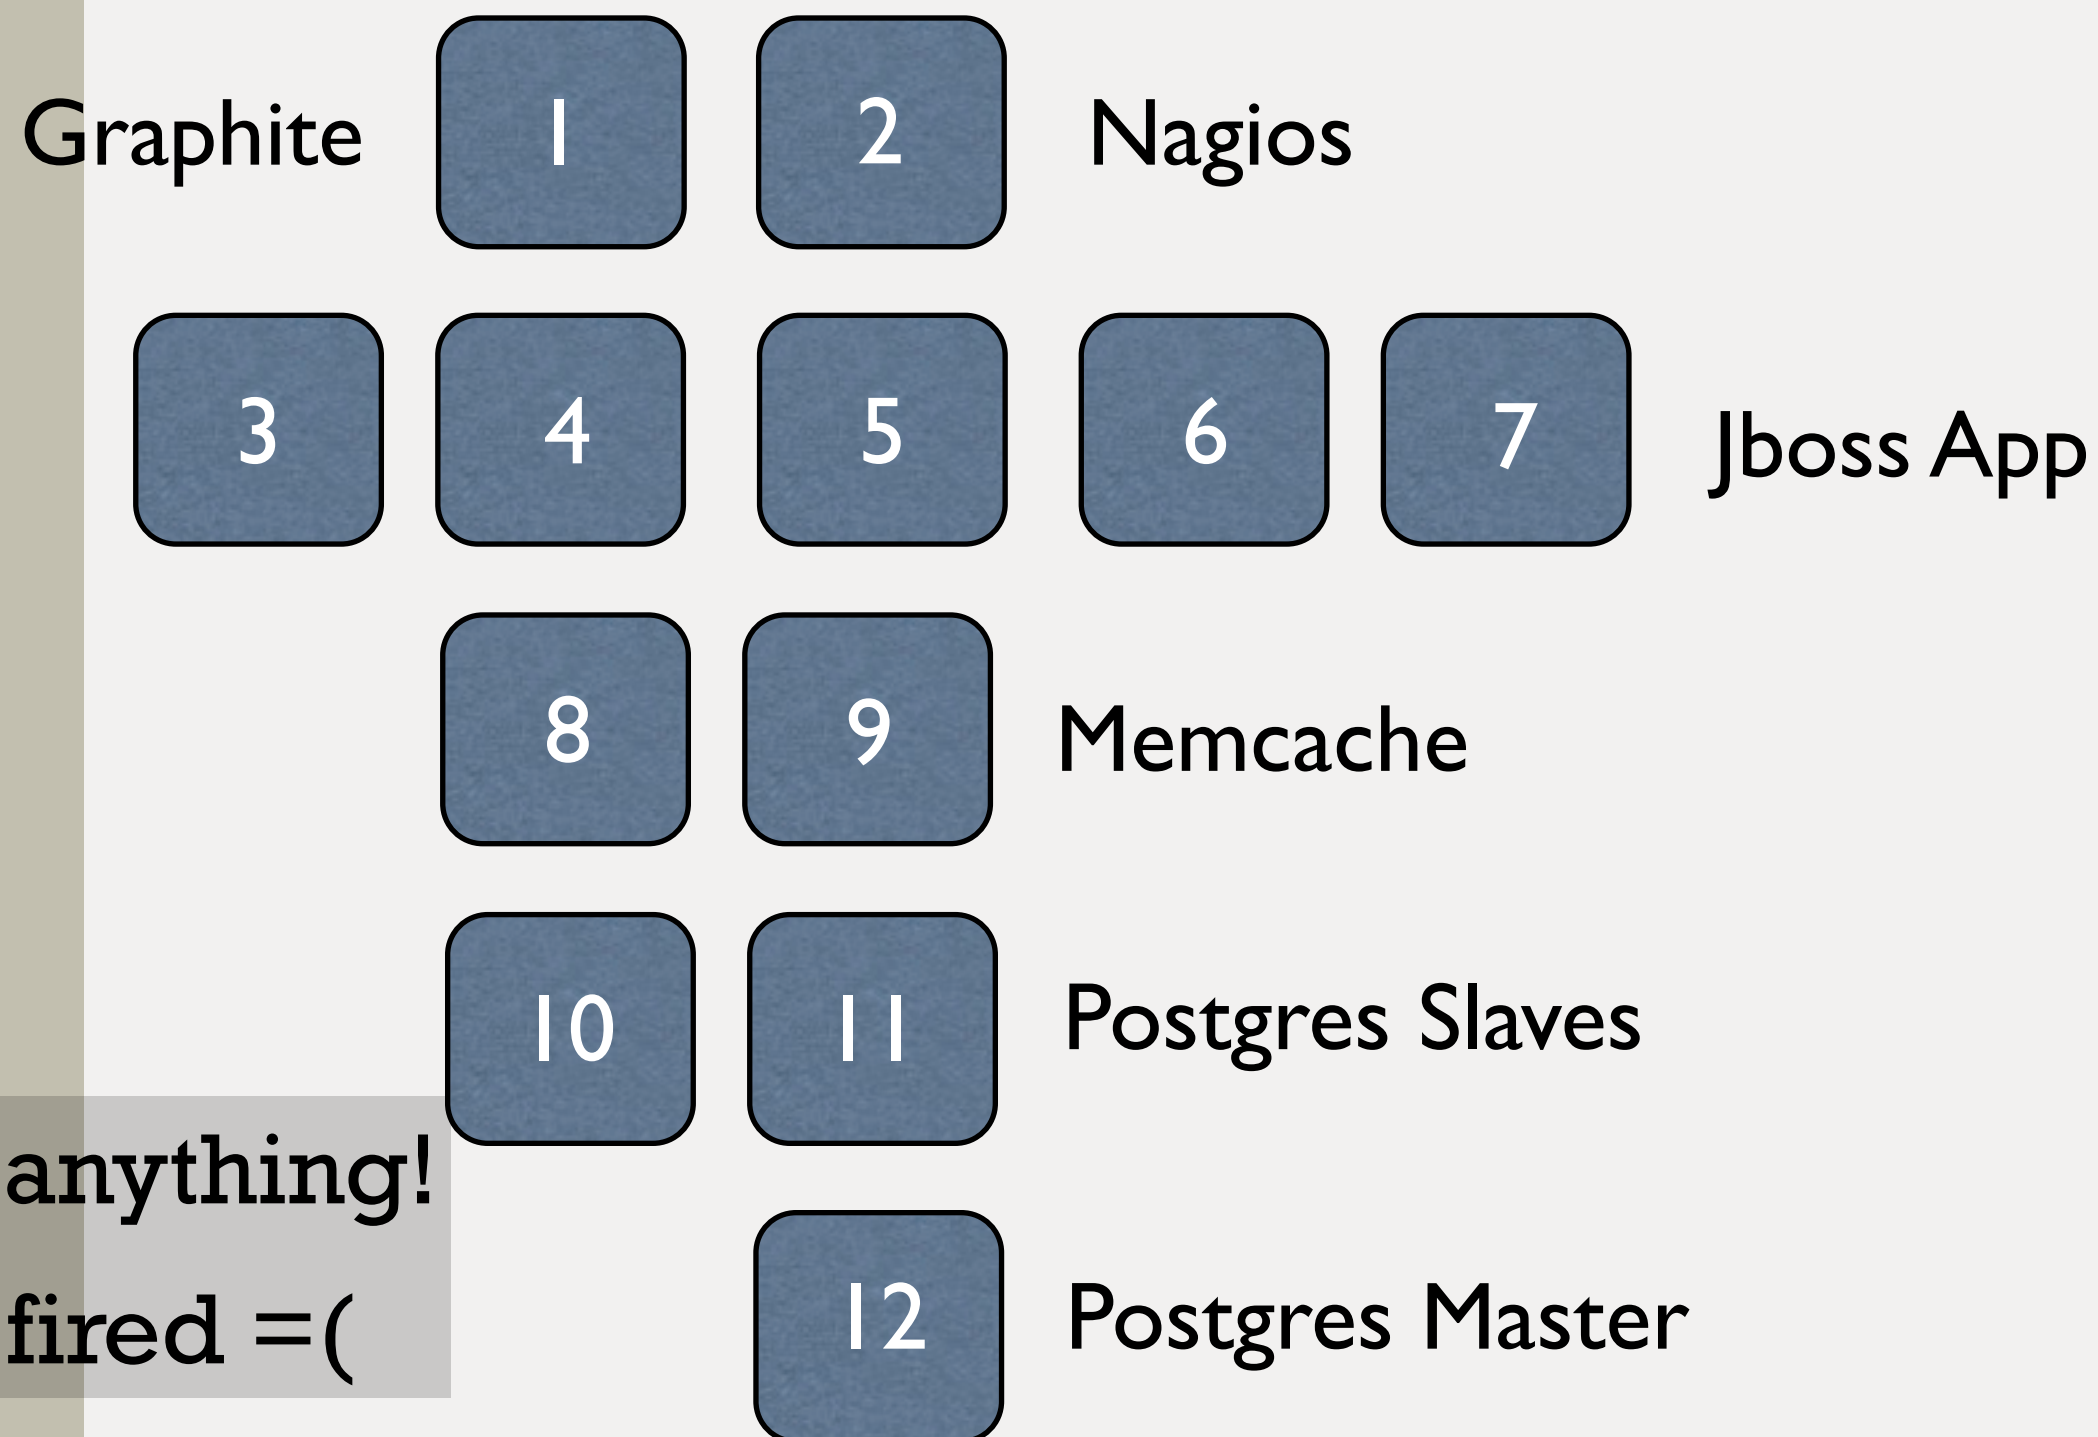 Graphite 1 2 Nagios
3 4 5 6 7 Jboss App
8 9 Memcache
10 11 Postgres Slaves
anything!
12 Postgres Master
fired =(